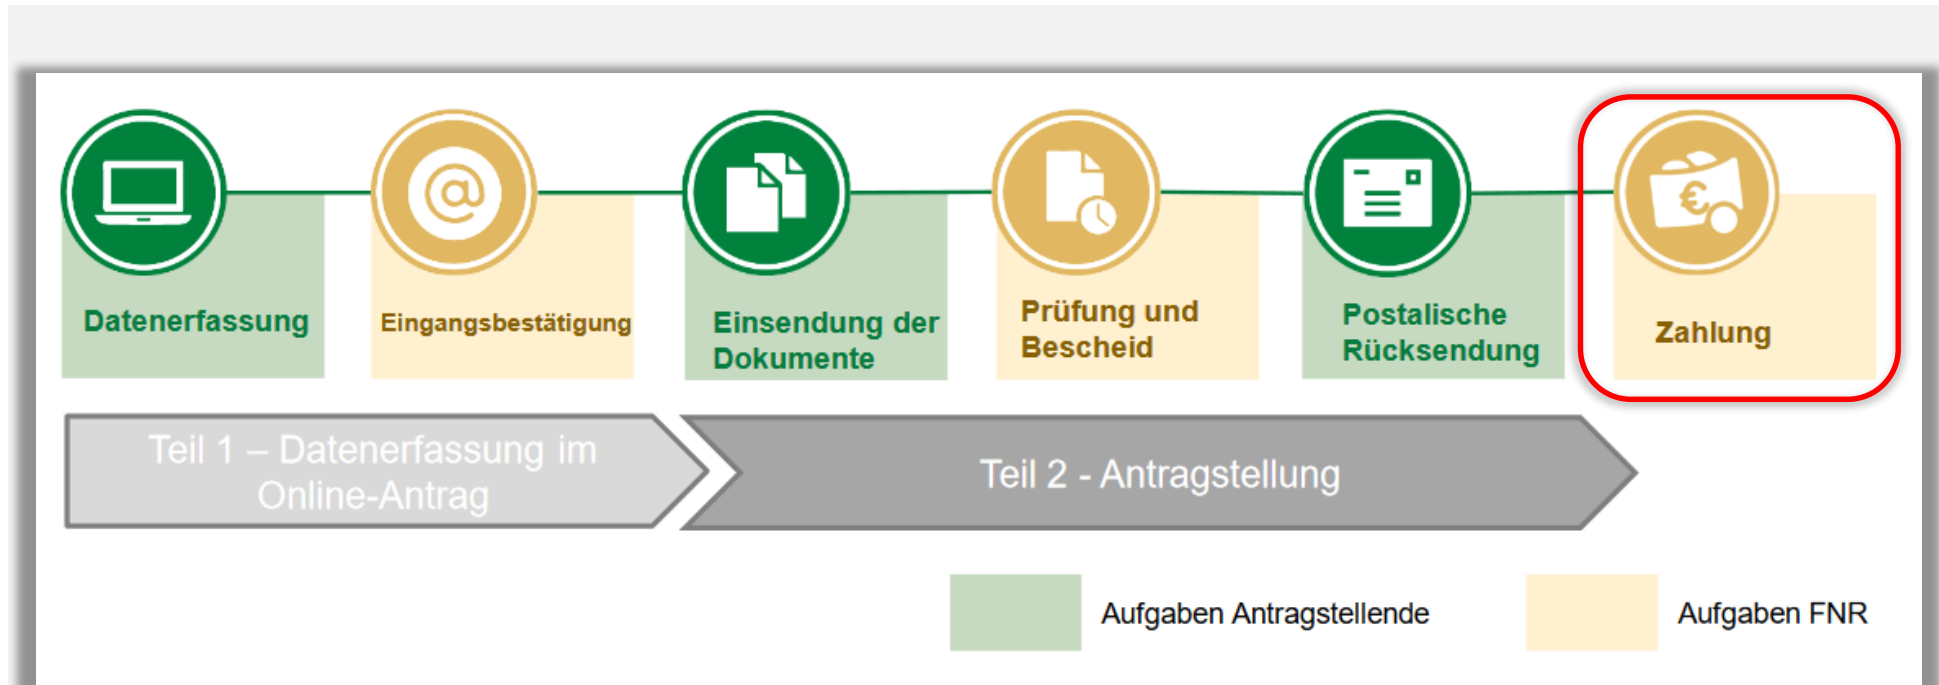 Datenerfassung
Eingangsbestätigung
Einsendung der
Dokumente
Prüfung und
Bescheid
Postalische
Rücksendung
Zahlung
Teil 1 – Datenerfassung im
Online-Antrag
Teil 2 - Antragstellung
Aufgaben Antragstellende
Aufgaben FNR